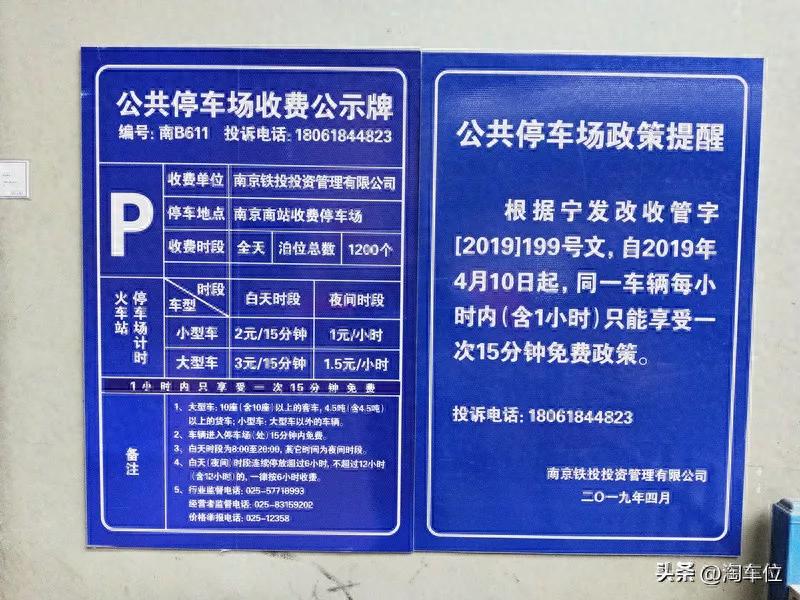 公共停车场收费公示牌
编号: 南B611 投诉电话: 18061844823
P
收费单位 南京铁投投资管理有限公司
停车地点 南京南站收费停车场
收费时段 全天 泊位总数 1200个
火车站
停车场计时
时段
车型
白天时段 夜间时段
小型车 2元/15分钟 1元/小时
大型车 3元/15分钟 1.5元/小时
1小时内只享受一次15分钟免费
备注
1、大型车: 10座(含10座)以上的客车, 4.5吨(含4.5吨)
以上的货车; 小型车: 大型车以外的车辆。
2、车辆进入停车场(处)15分钟内免费。
3、白天时段为8:00至20:00, 其它时间为夜间时段。
4、白天(夜间)时段连续停放超过6小时, 不超过12小时
(含12小时)的, 一律按6小时收费。
5、行业监督电话: 025-57718993
经营者监督电话: 025-83159202
价格举报电话: 025-12358
公共停车场政策提醒
根据宁发改收管字
[2019]199号文, 自2019年
4月10日起, 同一车辆每小
时内(含1小时)只能享受一
次15分钟免费政策。
投诉电话: 18061844823
南京铁投投资管理有限公司
二〇一九年四月
头条 @淘车位